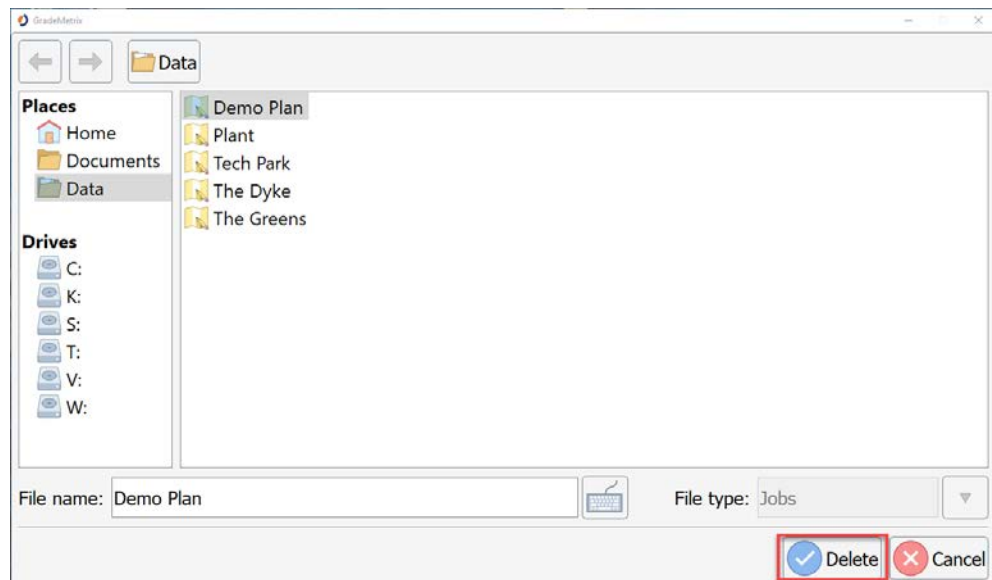 GradeMetrix
Data
Places
Home
Documents
Data
Drives
C:
K:
S:
T:
V:
W:
Demo Plan
Plant
Tech Park
The Dyke
The Greens
File name: Demo Plan
File type: Jobs
Delete
Cancel